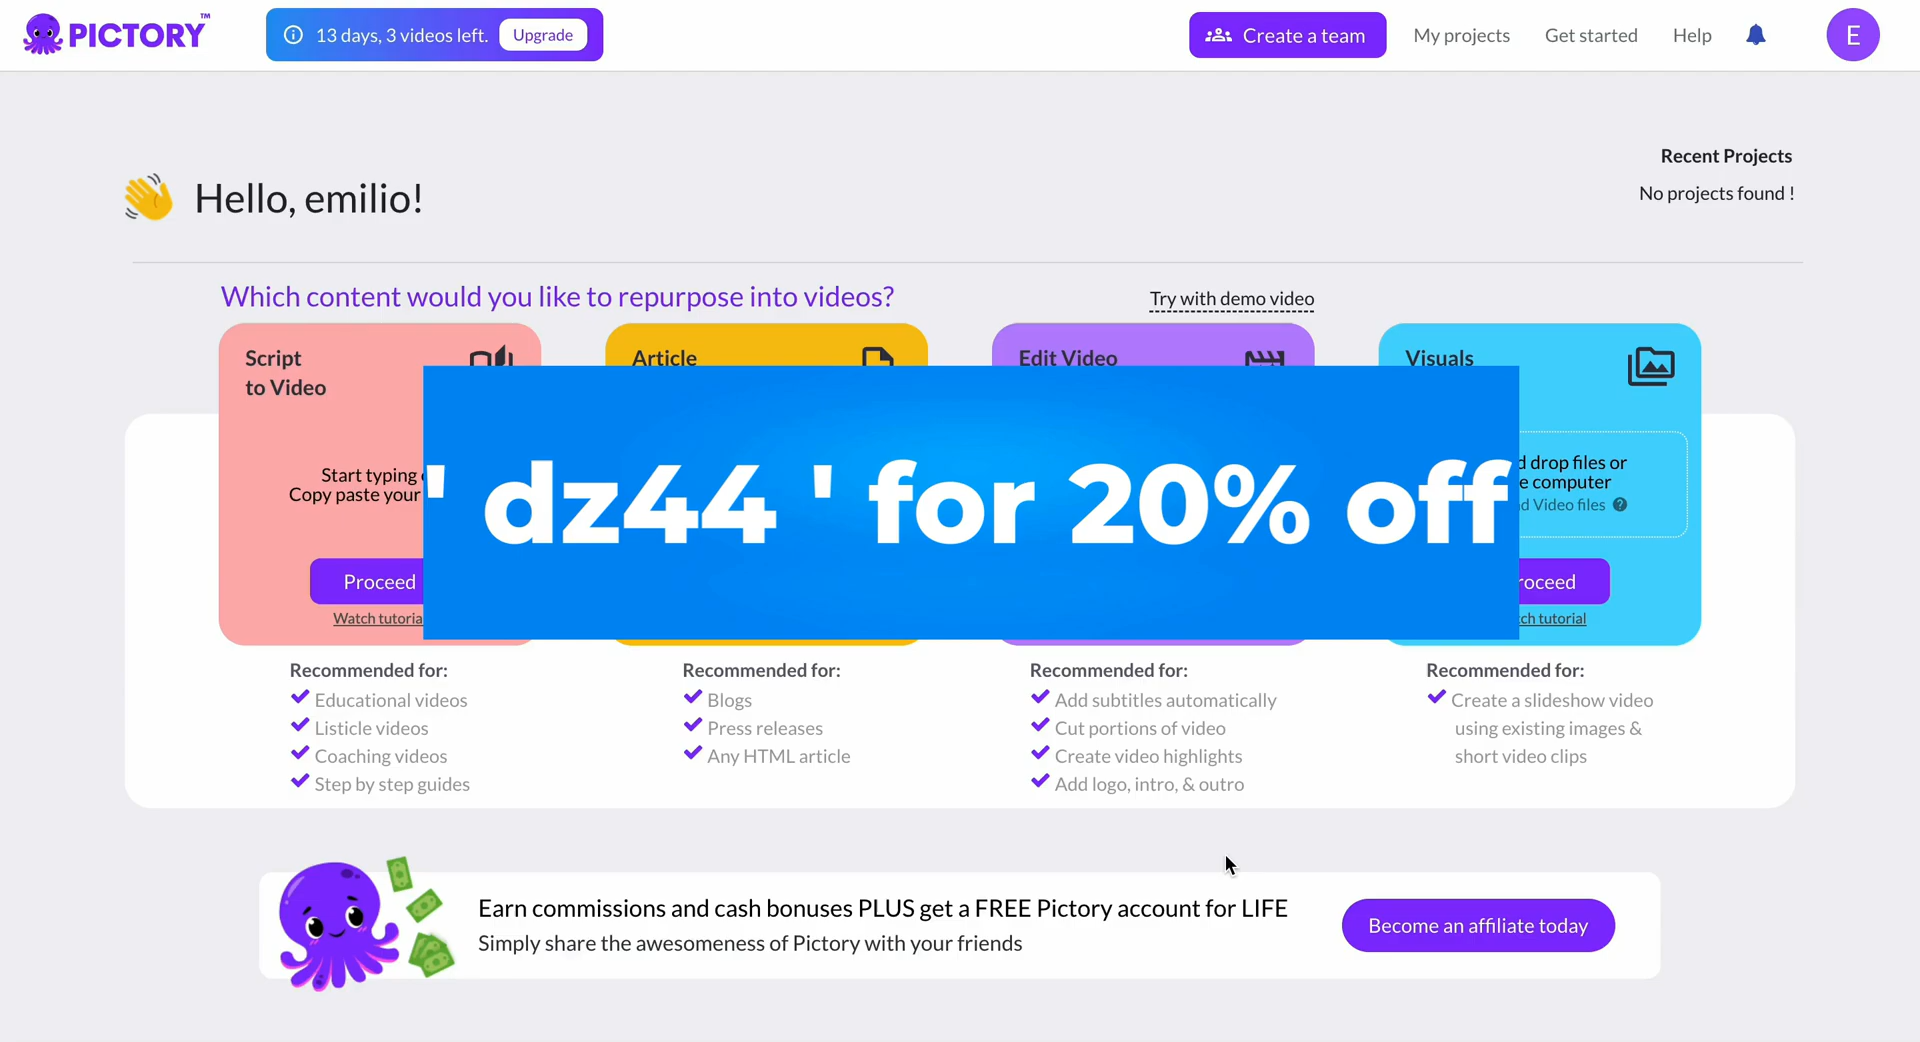 PICTORY™
13 days, 3 videos left.
Upgrade
Create a team
My projects
Get started
Help
E
Recent Projects
No projects found !
Hello, emilio!
Which content would you like to repurpose into videos?
Try with demo video
Script
to Video
Start typing
Copy paste your
Proceed
Watch tutorial
Article
Edit Video
Visuals
drop files or
computer
Video files
' dz44 ' for 20% off
Recommended for:
Educational videos
Listicle videos
Coaching videos
Step by step guides
Recommended for:
Blogs
Press releases
Any HTML article
Recommended for:
Add subtitles automatically
Cut portions of video
Create video highlights
Add logo, intro, & outro
Recommended for:
Create a slideshow video
using existing images &
short video clips
tutorial
Earn commissions and cash bonuses PLUS get a FREE Pictory account for LIFE
Simply share the awesomeness of Pictory with your friends
Become an affiliate today